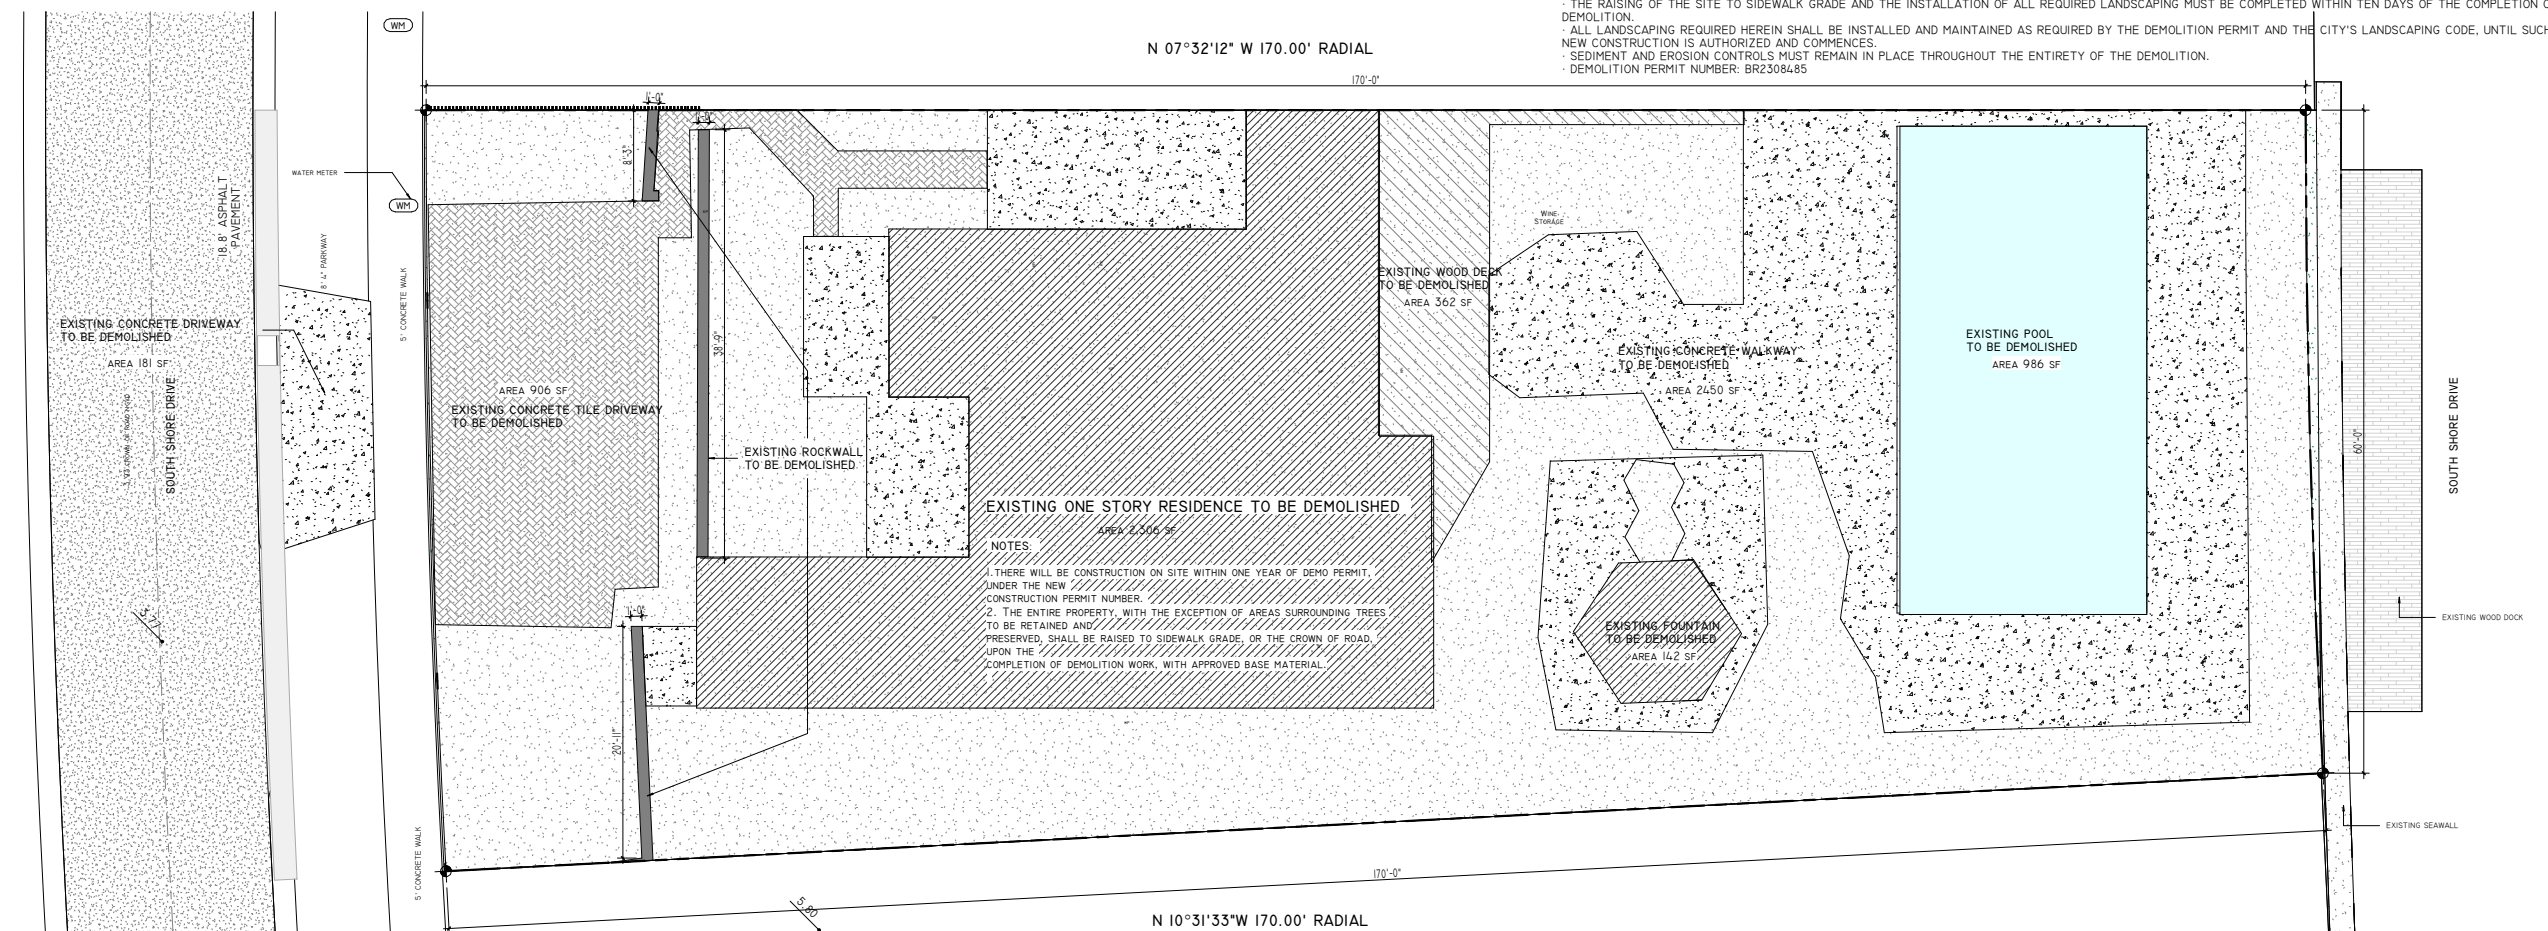 · THE RAISING OF THE SITE TO SIDEWALK GRADE AND THE INSTALLATION OF ALL REQUIRED LANDSCAPING MUST BE COMPLETED WITHIN TEN DAYS OF THE COMPLETION
DEMOLITION.
· ALL LANDSCAPING REQUIRED HEREIN SHALL BE INSTALLED AND MAINTAINED AS REQUIRED BY THE DEMOLITION PERMIT AND THE CITY'S LANDSCAPING CODE, UNTIL SUCH
NEW CONSTRUCTION IS AUTHORIZED AND COMMENCES.
· SEDIMENT AND EROSION CONTROLS MUST REMAIN IN PLACE THROUGHOUT THE ENTIRETY OF THE DEMOLITION.
· DEMOLITION PERMIT NUMBER: BR2308485
WM
N 07°32'12" W 170.00' RADIAL
170'-0"
1'-0"
1'-0"
8'-3"
WATER METER
WM
18.8' ASPHALT
PAVEMENT
8'-4" PARKWAY
5' CONCRETE WALK
EXISTING CONCRETE DRIVEWAY
TO BE DEMOLISHED
AREA 181 SF
SOUTH SHORE DRIVE
AREA 906 SF
EXISTING CONCRETE TILE DRIVEWAY
TO BE DEMOLISHED
38'-9"
EXISTING ROCKWALL
TO BE DEMOLISHED
WINE
STORAGE
EXISTING WOOD DECK
TO BE DEMOLISHED
AREA 362 SF
EXISTING CONCRETE WALKWAY
TO BE DEMOLISHED
AREA 2450 SF
EXISTING POOL
TO BE DEMOLISHED
AREA 986 SF
60'-0"
SOUTH SHORE DRIVE
EXISTING ONE STORY RESIDENCE TO BE DEMOLISHED
AREA 2,306 SF
NOTES:
1. THERE WILL BE CONSTRUCTION ON SITE WITHIN ONE YEAR OF DEMO PERMIT,
UNDER THE NEW
CONSTRUCTION PERMIT NUMBER.
2. THE ENTIRE PROPERTY, WITH THE EXCEPTION OF AREAS SURROUNDING TREES
TO BE RETAINED AND
PRESERVED, SHALL BE RAISED TO SIDEWALK GRADE, OR THE CROWN OF ROAD,
UPON THE
COMPLETION OF DEMOLITION WORK, WITH APPROVED BASE MATERIAL.
EXISTING FOUNTAIN
TO BE DEMOLISHED
AREA 142 SF
1'-0"
20'-11"
3.77
EXISTING WOOD DOCK
EXISTING SEAWALL
5' CONCRETE WALK
170'-0"
5.80
N 10°31'33"W 170.00' RADIAL